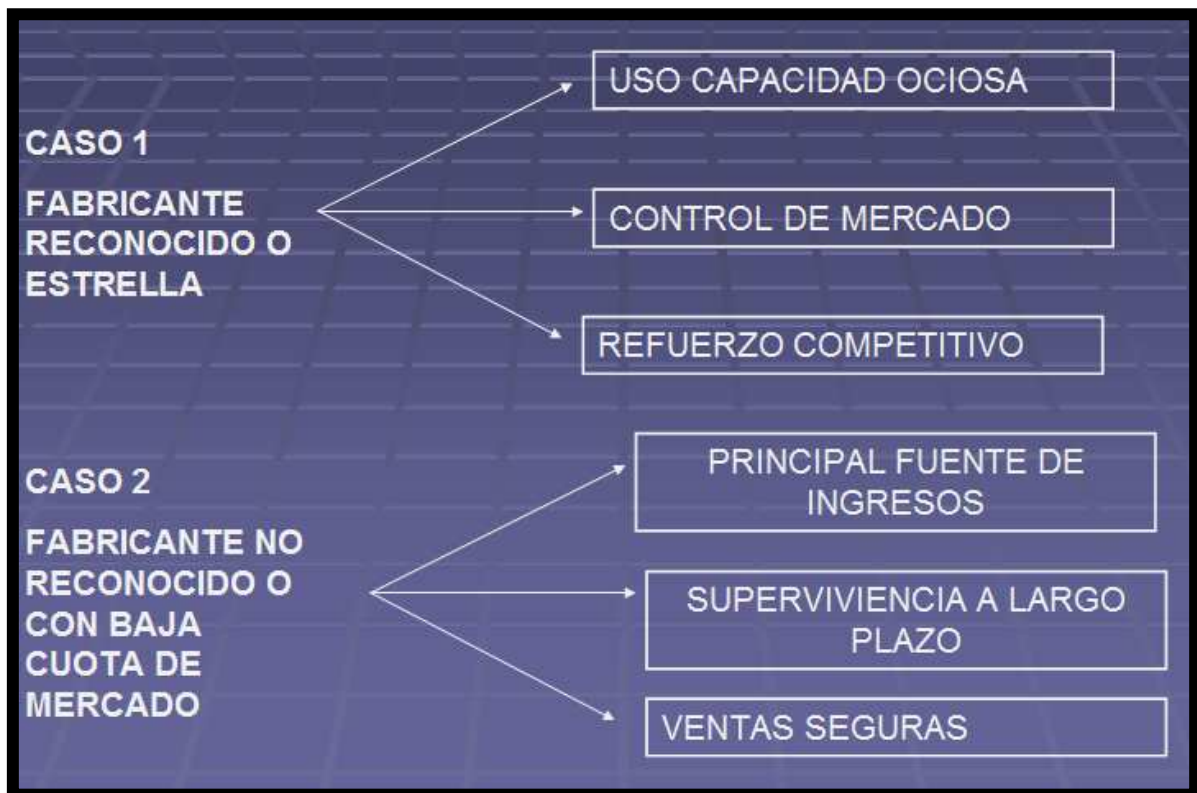 CASO 1
FABRICANTE
RECONOCIDO O
ESTRELLA
USO CAPACIDAD OCIOSA
CONTROL DE MERCADO
REFUERZO COMPETITIVO
CASO 2
FABRICANTE NO
RECONOCIDO O
CON BAJA
CUOTA DE
MERCADO
PRINCIPAL FUENTE DE
INGRESOS
SUPERVIVIENCIA A LARGO
PLAZO
VENTAS SEGURAS